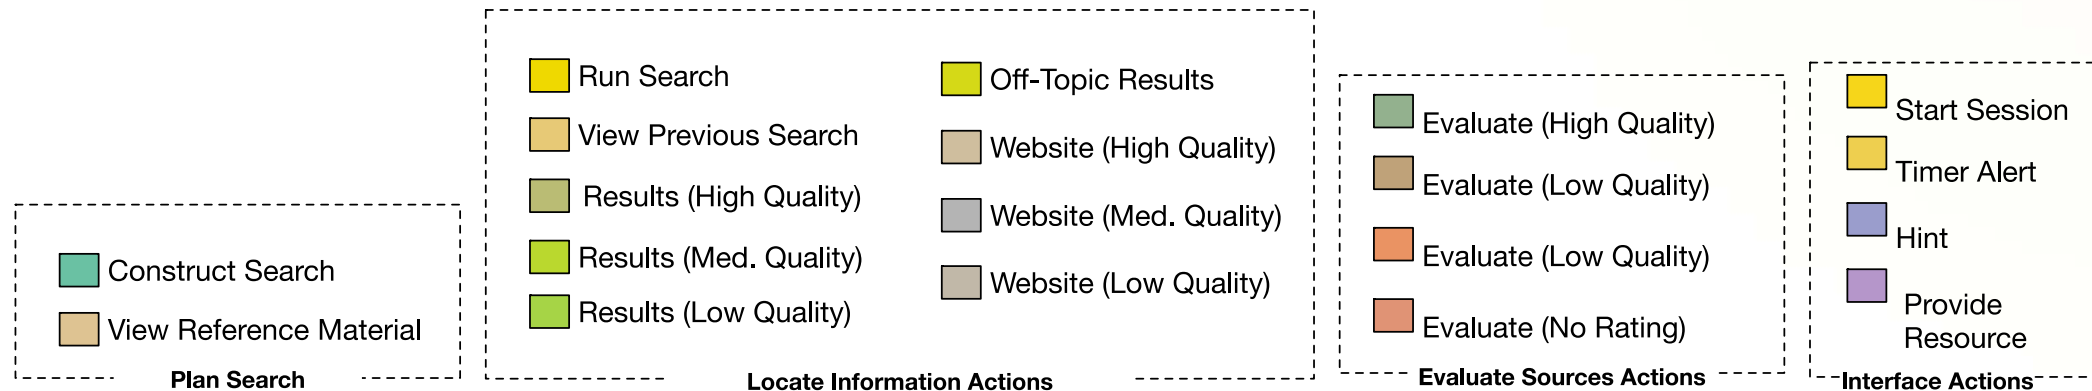 Construct Search
View Reference Material
Plan Search
Run Search
View Previous Search
Results (High Quality)
Results (Med. Quality)
Results (Low Quality)
Off-Topic Results
Website (High Quality)
Website (Med. Quality)
Website (Low Quality)
Locate Information Actions
Evaluate (High Quality)
Evaluate (Low Quality)
Evaluate (Low Quality)
Evaluate (No Rating)
Evaluate Sources Actions
Start Session
Timer Alert
Hint
Provide
Resource
Interface Actions